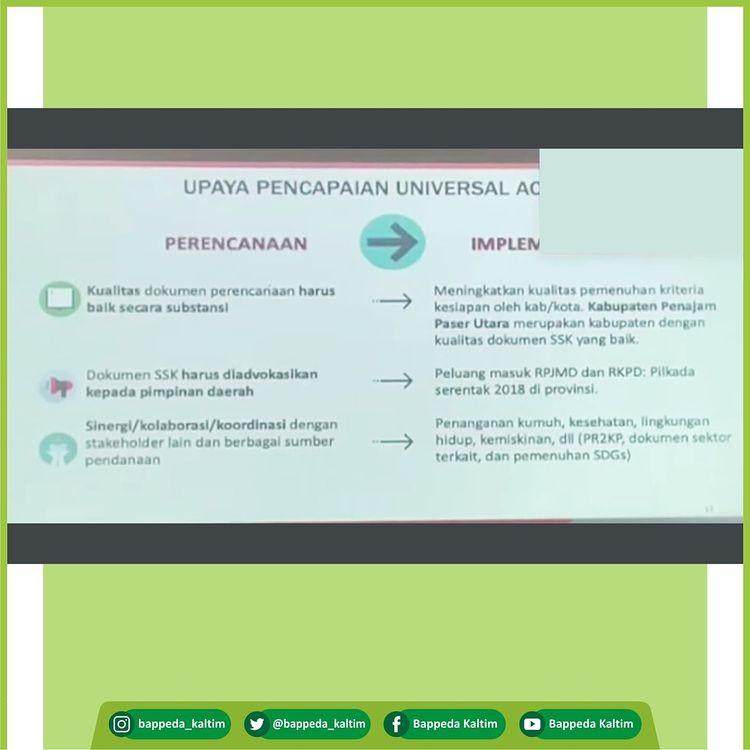 UPAYA PENCAPAIAN UNIVERSAL AC
PERENCANAAN
IMPLEM
Kualitas dokumen perencanaan harus
baik secara substansi
Meningkatkan kualitas pemenuhan kriteria
kesiapan oleh kab/kota. Kabupaten Penajam
Paser Utara merupakan kabupaten dengan
kualitas dokumen SSK yang baik.
Dokumen SSK harus diadvokasikan
kepada pimpinan daerah
Peluang masuk RPJMD dan RKPD: Pilkada
serentak 2018 di provinsi.
Sinergi/kolaborasi/koordinasi dengan
stakeholder lain dan berbagai sumber
pendanaan
Penanganan kumuh, kesehatan, lingkungan
hidup, kemiskinan, dll (PR2KP, dokumen sektor
terkait, dan pemenuhan SDGs)
bappeda_kaltim
@bappeda_kaltim
Bappeda Kaltim
Bappeda Kaltim